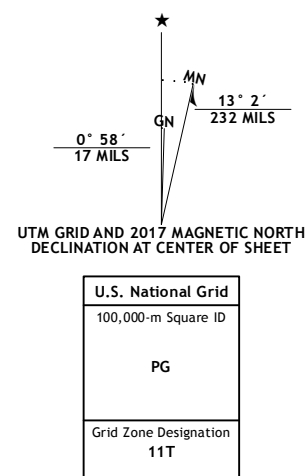 MN
GN
13° 2´
232 MILS
0° 58´
17 MILS
UTM GRID AND 2017 MAGNETIC NORTH
DECLINATION AT CENTER OF SHEET
U.S. National Grid
100,000-m Square ID
PG
Grid Zone Designation
11T